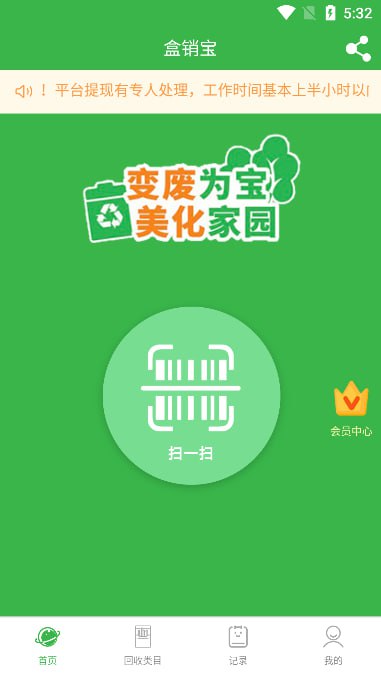 5:32
盒销宝
！平台提现有专人处理，工作时间基本上半小时以
变废为宝
美化家园
扫一扫
会员中心
首页
回收类目
记录
我的